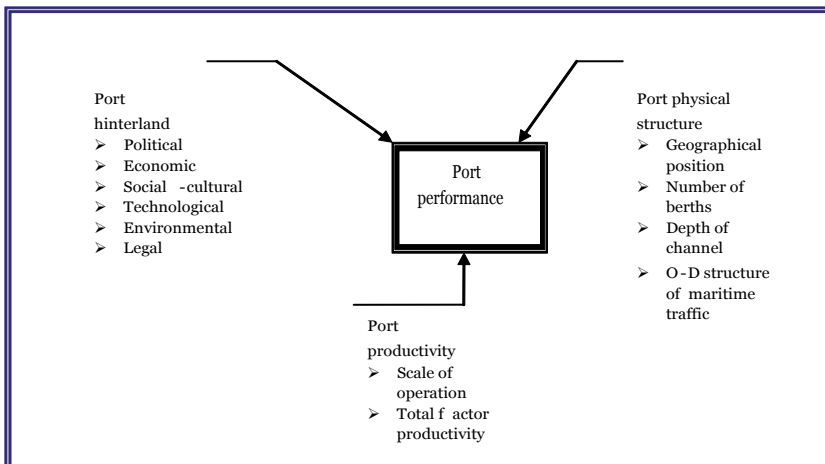 Port
hinterland
➢ Political
➢ Economic
➢ Social -cultural
➢ Technological
➢ Environmental
➢ Legal
Port
performance
Port physical
structure
➢ Geographical
position
➢ Number of
berths
➢ Depth of
channel
➢ O-D structure
of maritime
traffic
Port
productivity
➢ Scale of
operation
➢ Total f actor
productivity